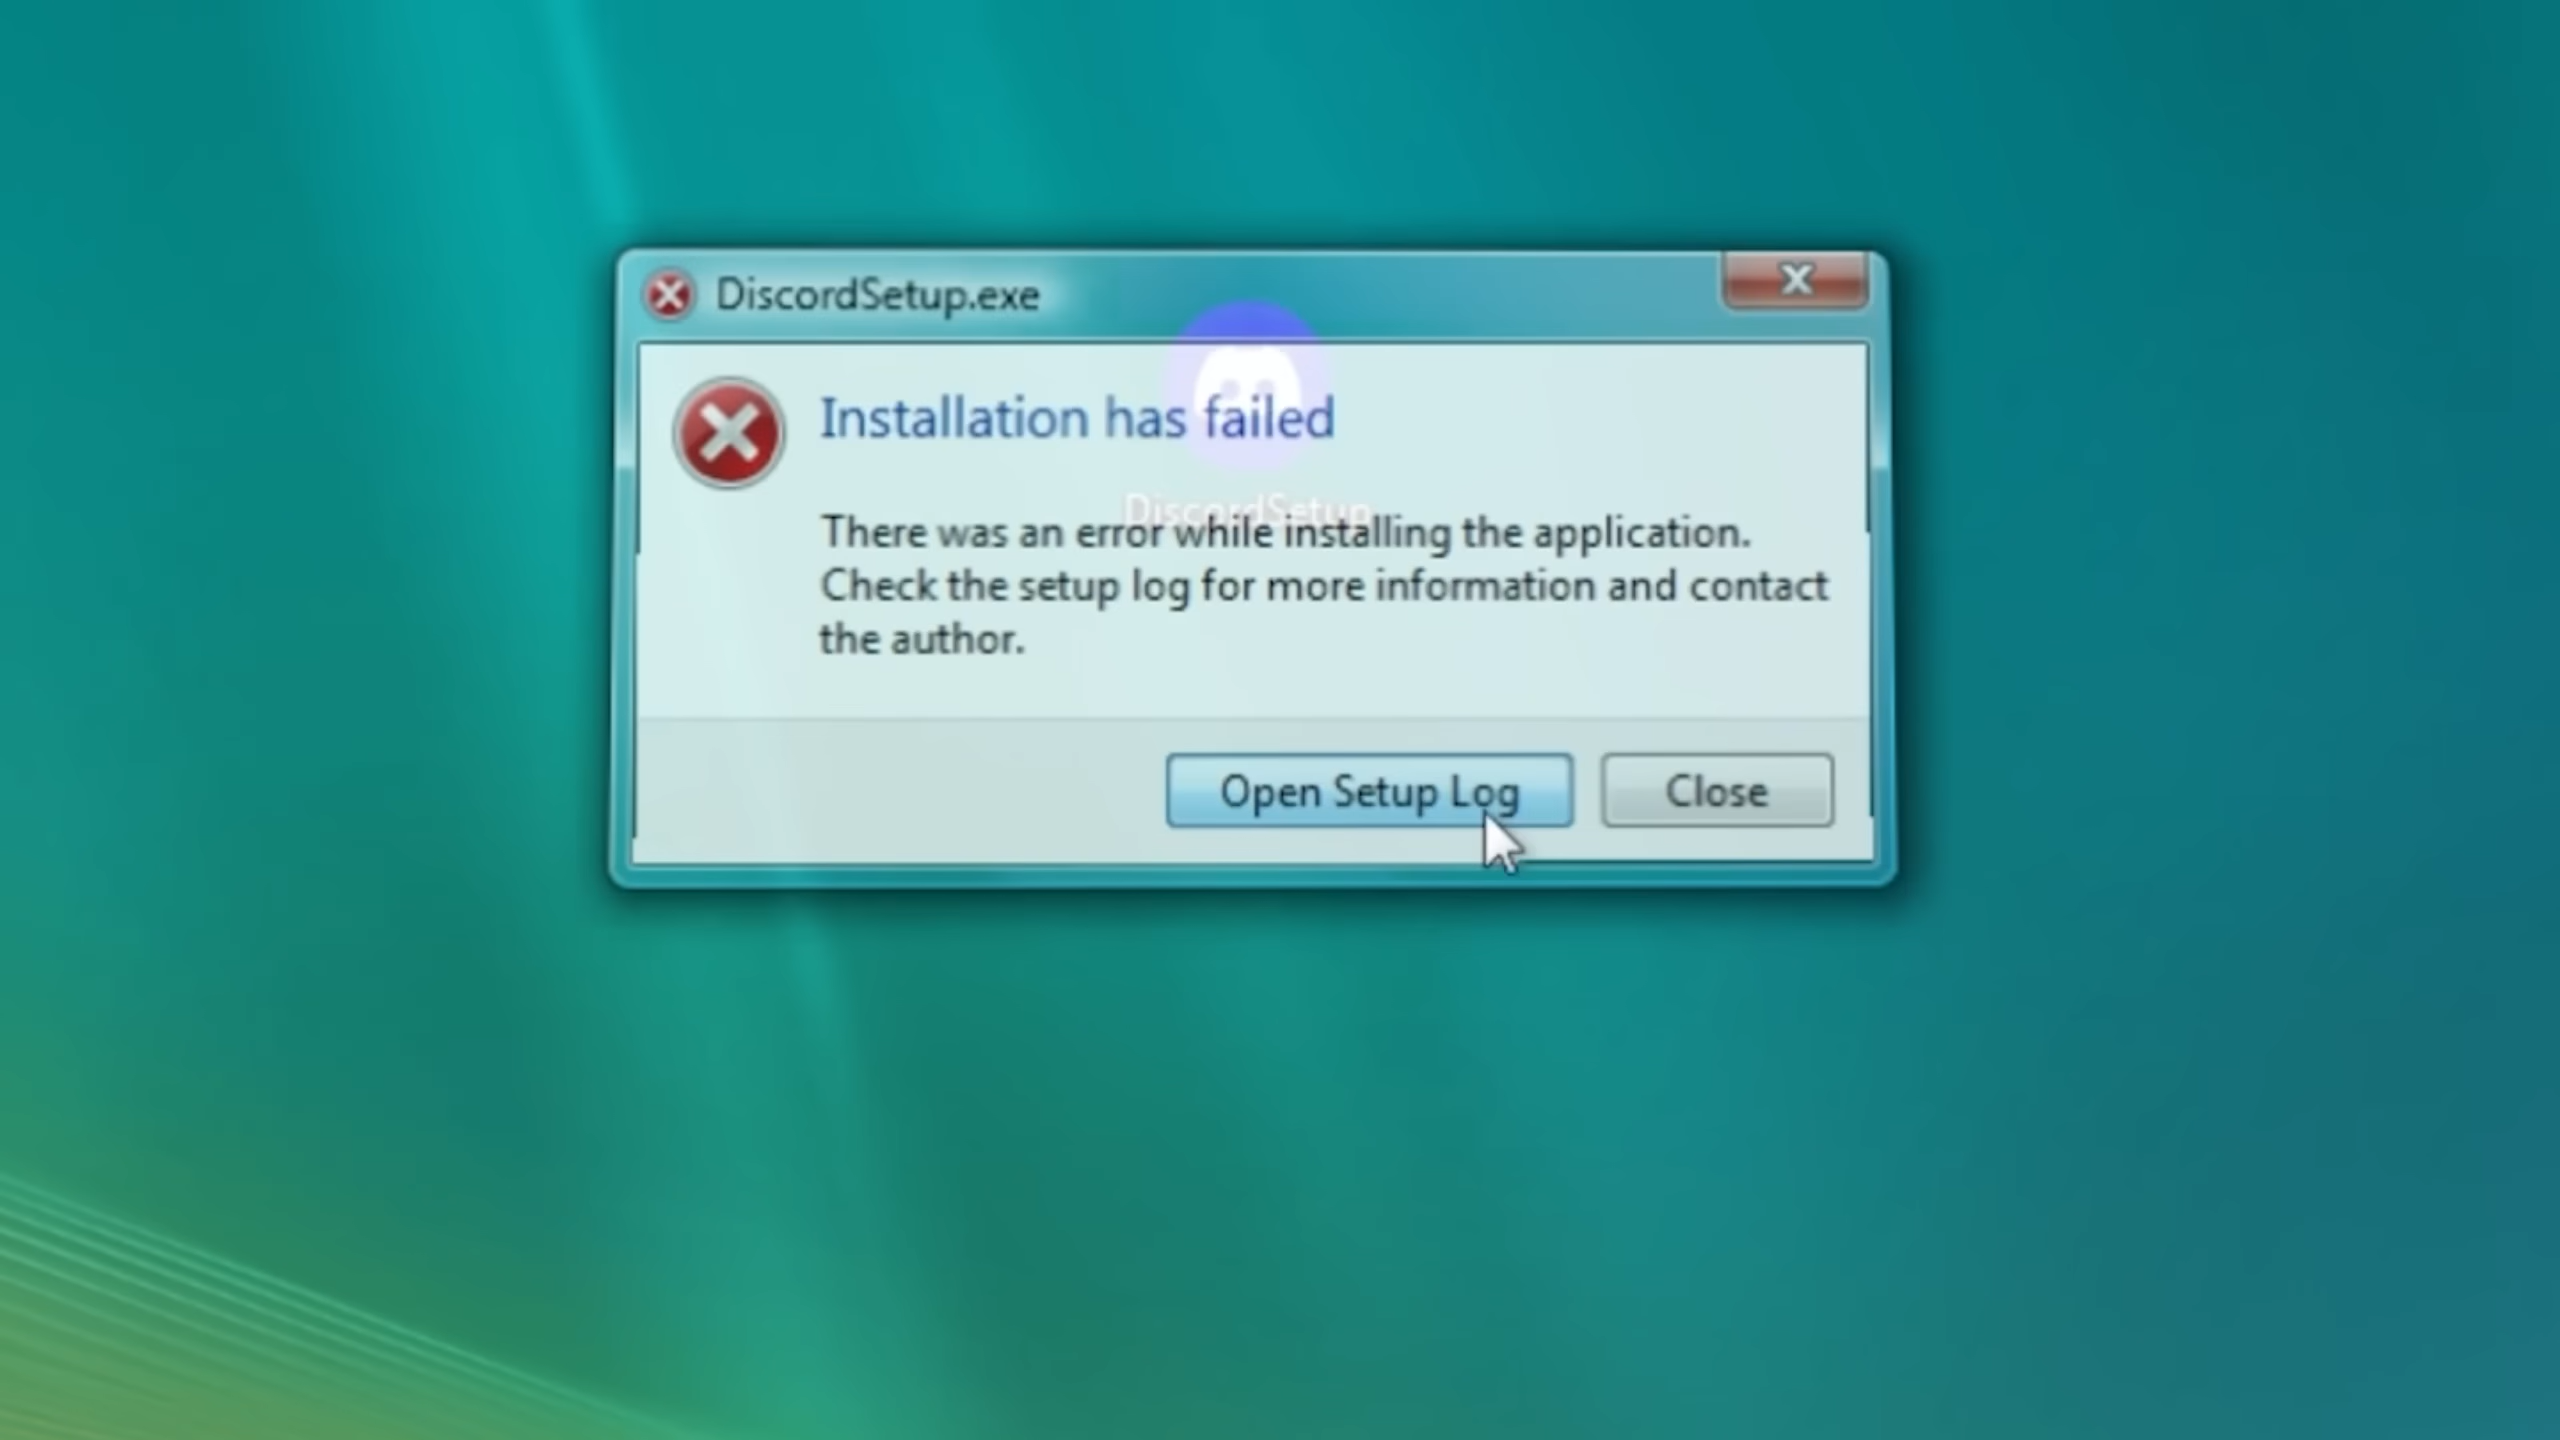 DiscordSetup.exe
Installation has failed
DiscordSetup
There was an error while installing the application.
Check the setup log for more information and contact
the author.
Open Setup Log
Close